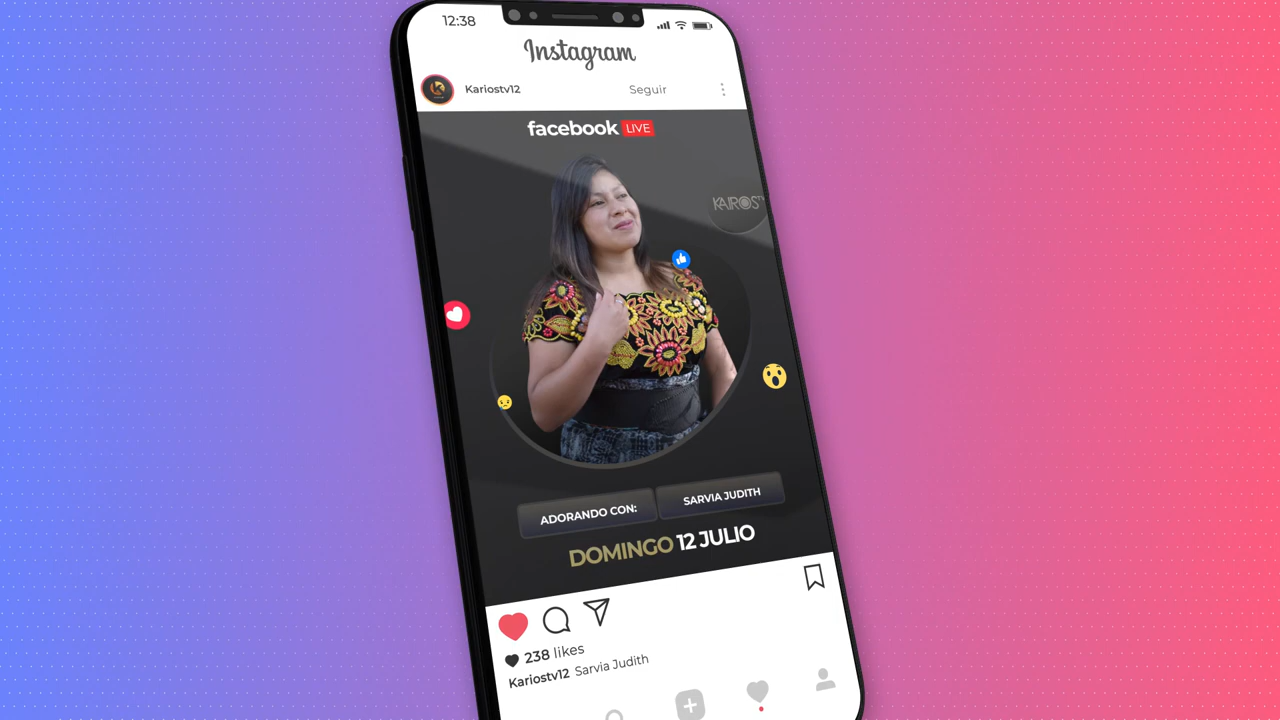 12:38
Instagram
Kariostv12 Seguir
facebook LIVE
KAIROS TV
ADORANDO CON: SARVIA JUDITH
DOMINGO 12 JULIO
238 likes
Kariostv12 Sarvia Judith